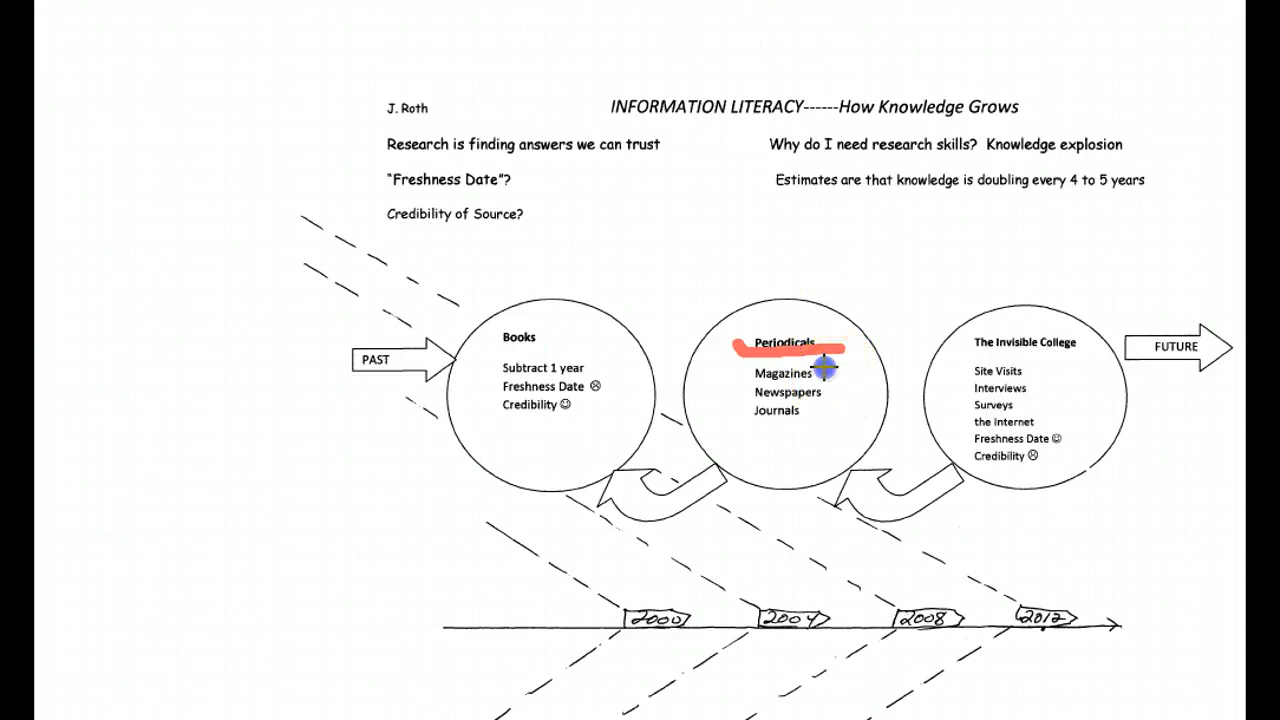 J. Roth
INFORMATION LITERACY------How Knowledge Grows
Research is finding answers we can trust
Why do I need research skills?  Knowledge explosion
"Freshness Date"?
Estimates are that knowledge is doubling every 4 to 5 years
Credibility of Source?
PAST
Books
Subtract 1 year
Freshness Date ☹
Credibility ☺
Periodicals
Magazines
Newspapers
Journals
The Invisible College
Site Visits
Interviews
Surveys
the Internet
Freshness Date ☺
Credibility ☹
FUTURE
2000
2004
2008
2012